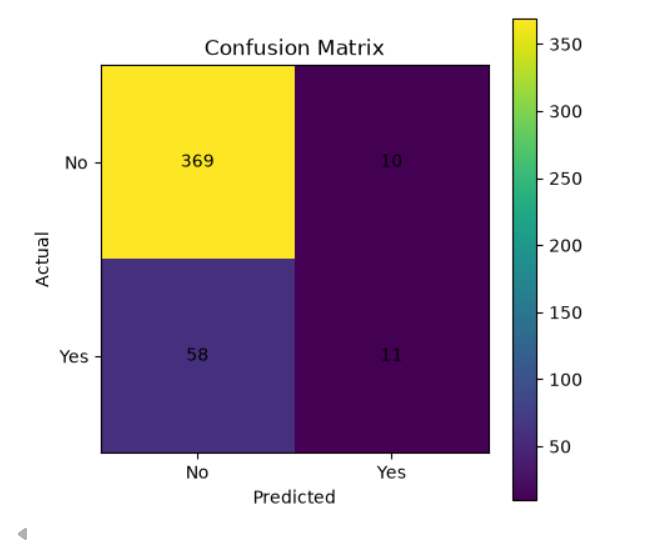 Confusion Matrix
350
300
250
200
150
100
50
Actual
No
369
10
Yes
58
11
No
Yes
Predicted